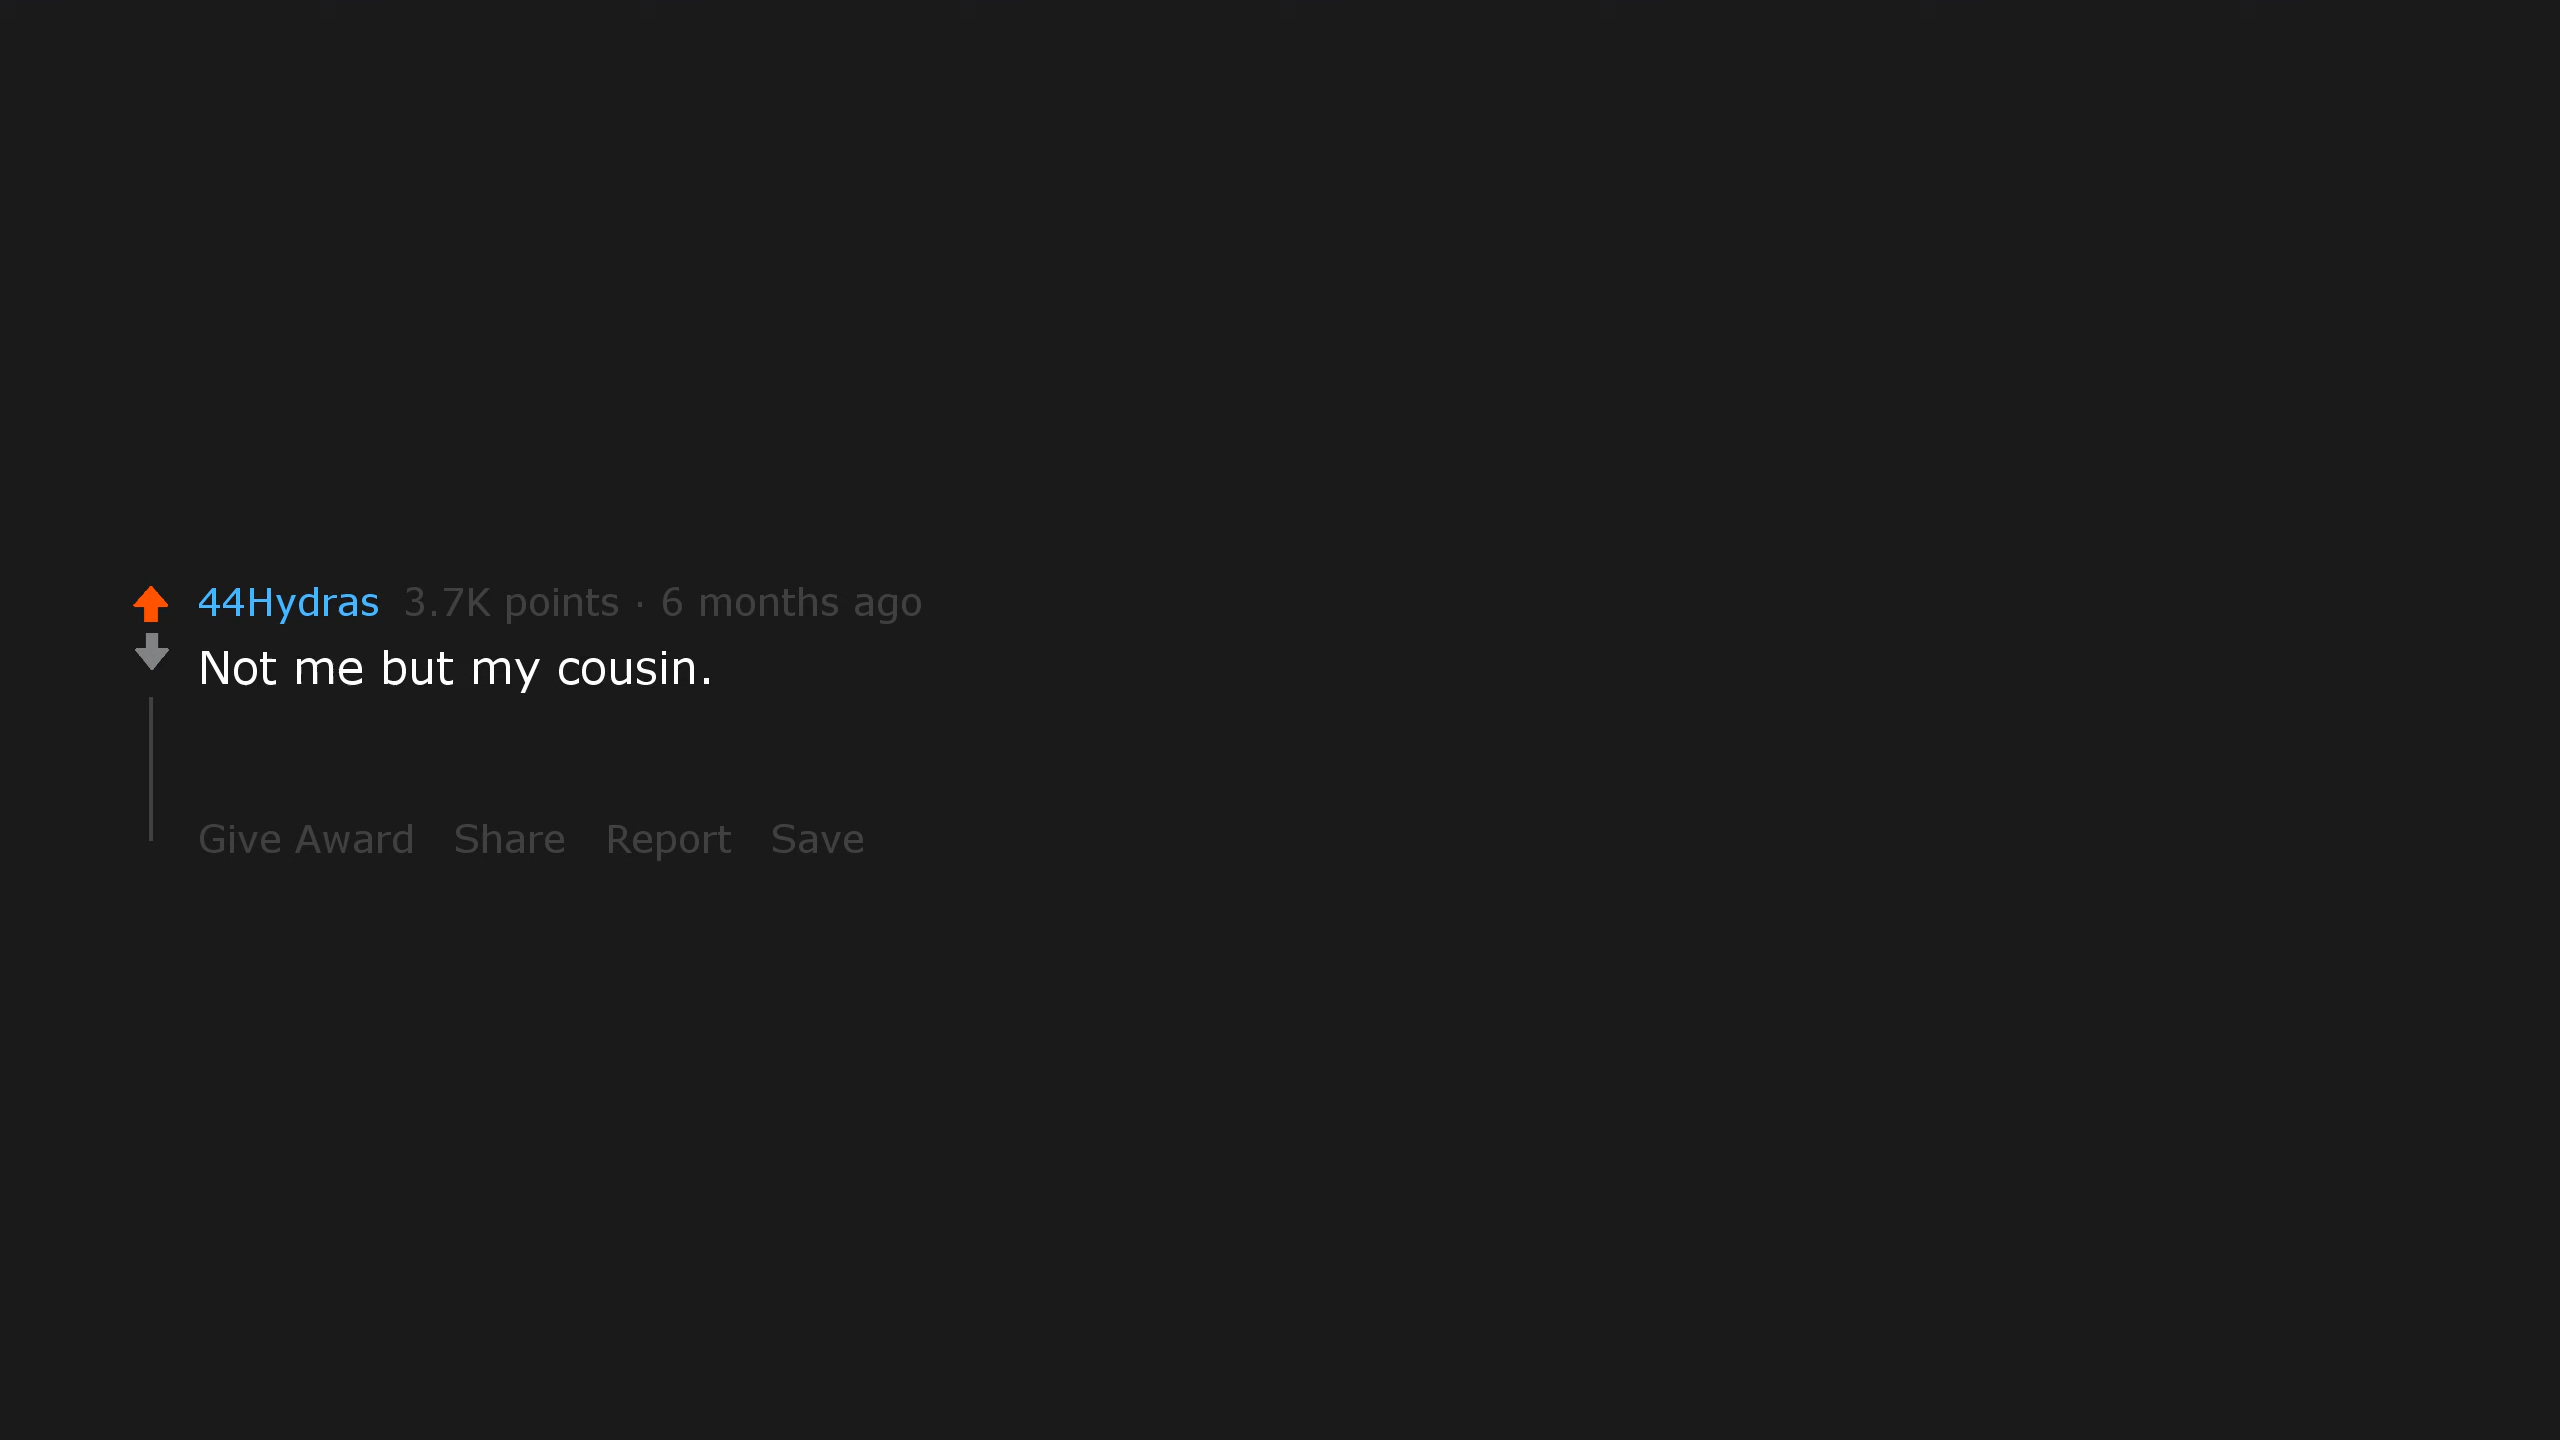 44Hydras 3.7K points · 6 months ago
Not me but my cousin.
Give Award Share Report Save